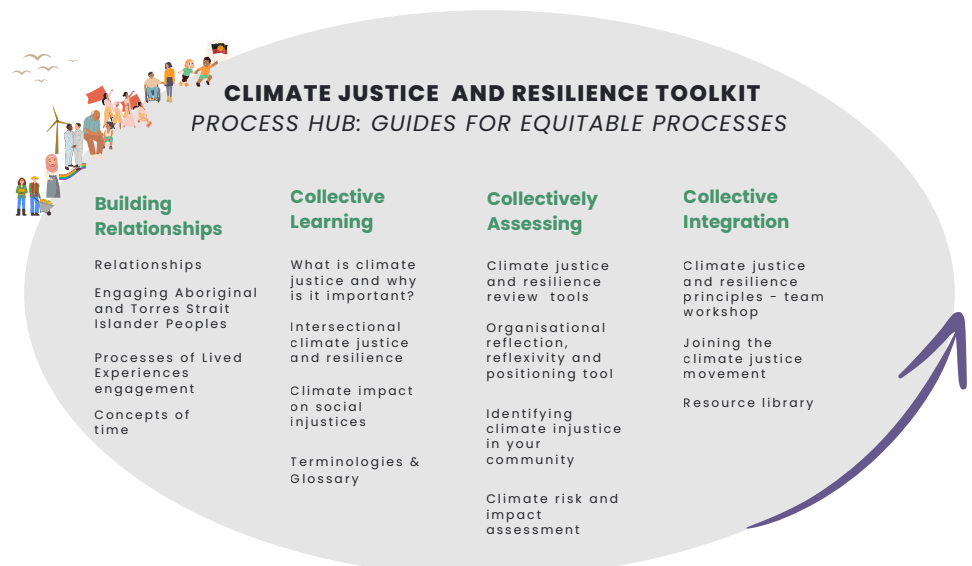 CLIMATE JUSTICE AND RESILIENCE TOOLKIT
PROCESS HUB: GUIDES FOR EQUITABLE PROCESSES
Building
Relationships
Relationships
Engaging Aboriginal
and Torres Strait
Islander Peoples
Processes of Lived
Experiences
engagement
Concepts of
time
Collective
Learning
What is climate
justice and why
is it important?
Intersectional
climate justice
and resilience
Climate impact
on social
injustices
Terminologies &
Glossary
Collectively
Assessing
Climate justice
and resilience
review tools
Organisational
reflection,
reflexivity and
positioning tool
Identifying
climate injustice
in your
community
Climate risk and
impact
assessment
Collective
Integration
Climate justice
and resilience
principles - team
workshop
Joining the
climate justice
movement
Resource library